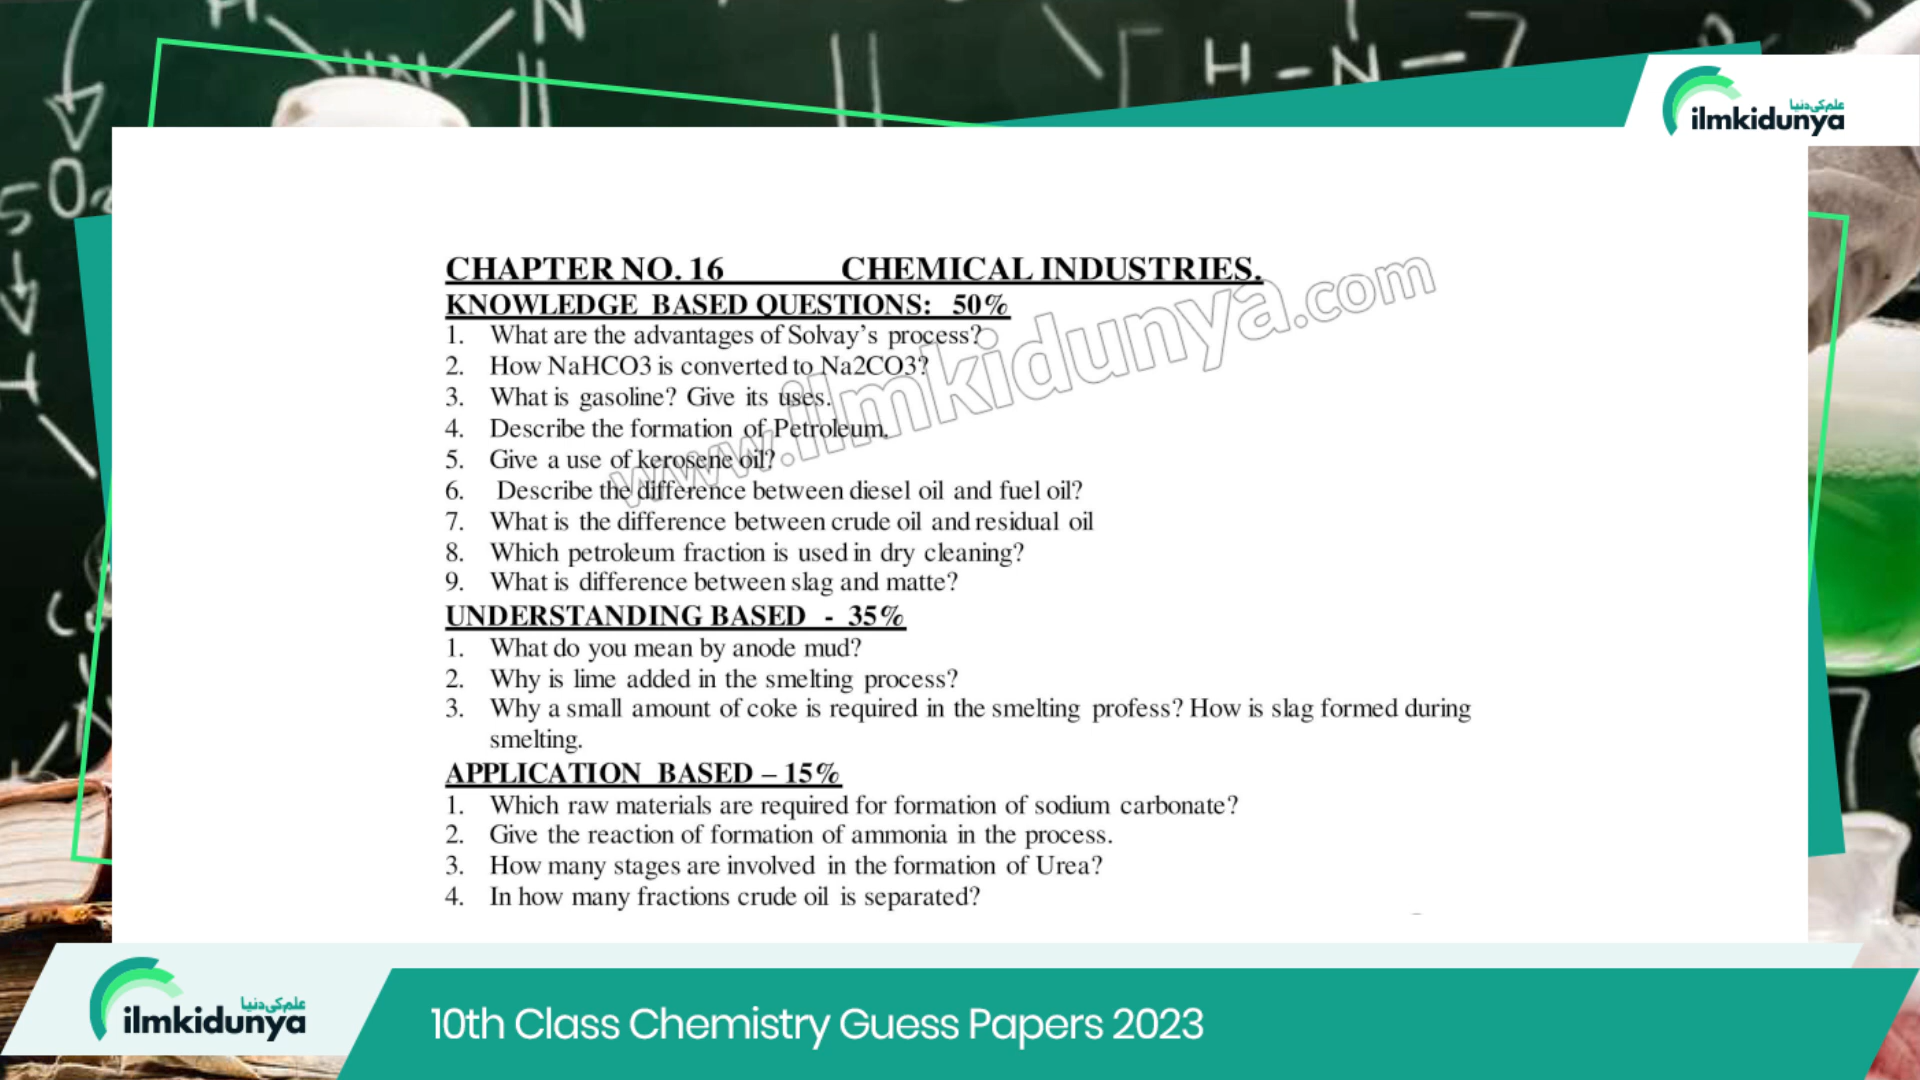 H N
H-N-7
SO₂
علم کی دنیا
ilmkidunya
www.ilmkidunya.com
CHAPTER NO. 16 CHEMICAL INDUSTRIES.
KNOWLEDGE BASED QUESTIONS: 50%
1. What are the advantages of Solvay’s process?
2. How NaHCO3 is converted to Na2CO3?
3. What is gasoline? Give its uses.
4. Describe the formation of Petroleum.
5. Give a use of kerosene oil?
6. Describe the difference between diesel oil and fuel oil?
7. What is the difference between crude oil and residual oil
8. Which petroleum fraction is used in dry cleaning?
9. What is difference between slag and matte?
UNDERSTANDING BASED - 35%
1. What do you mean by anode mud?
2. Why is lime added in the smelting process?
3. Why a small amount of coke is required in the smelting profess? How is slag formed during
smelting.
APPLICATION BASED – 15%
1. Which raw materials are required for formation of sodium carbonate?
2. Give the reaction of formation of ammonia in the process.
3. How many stages are involved in the formation of Urea?
4. In how many fractions crude oil is separated?
علم کی دنیا
ilmkidunya
10th Class Chemistry Guess Papers 2023